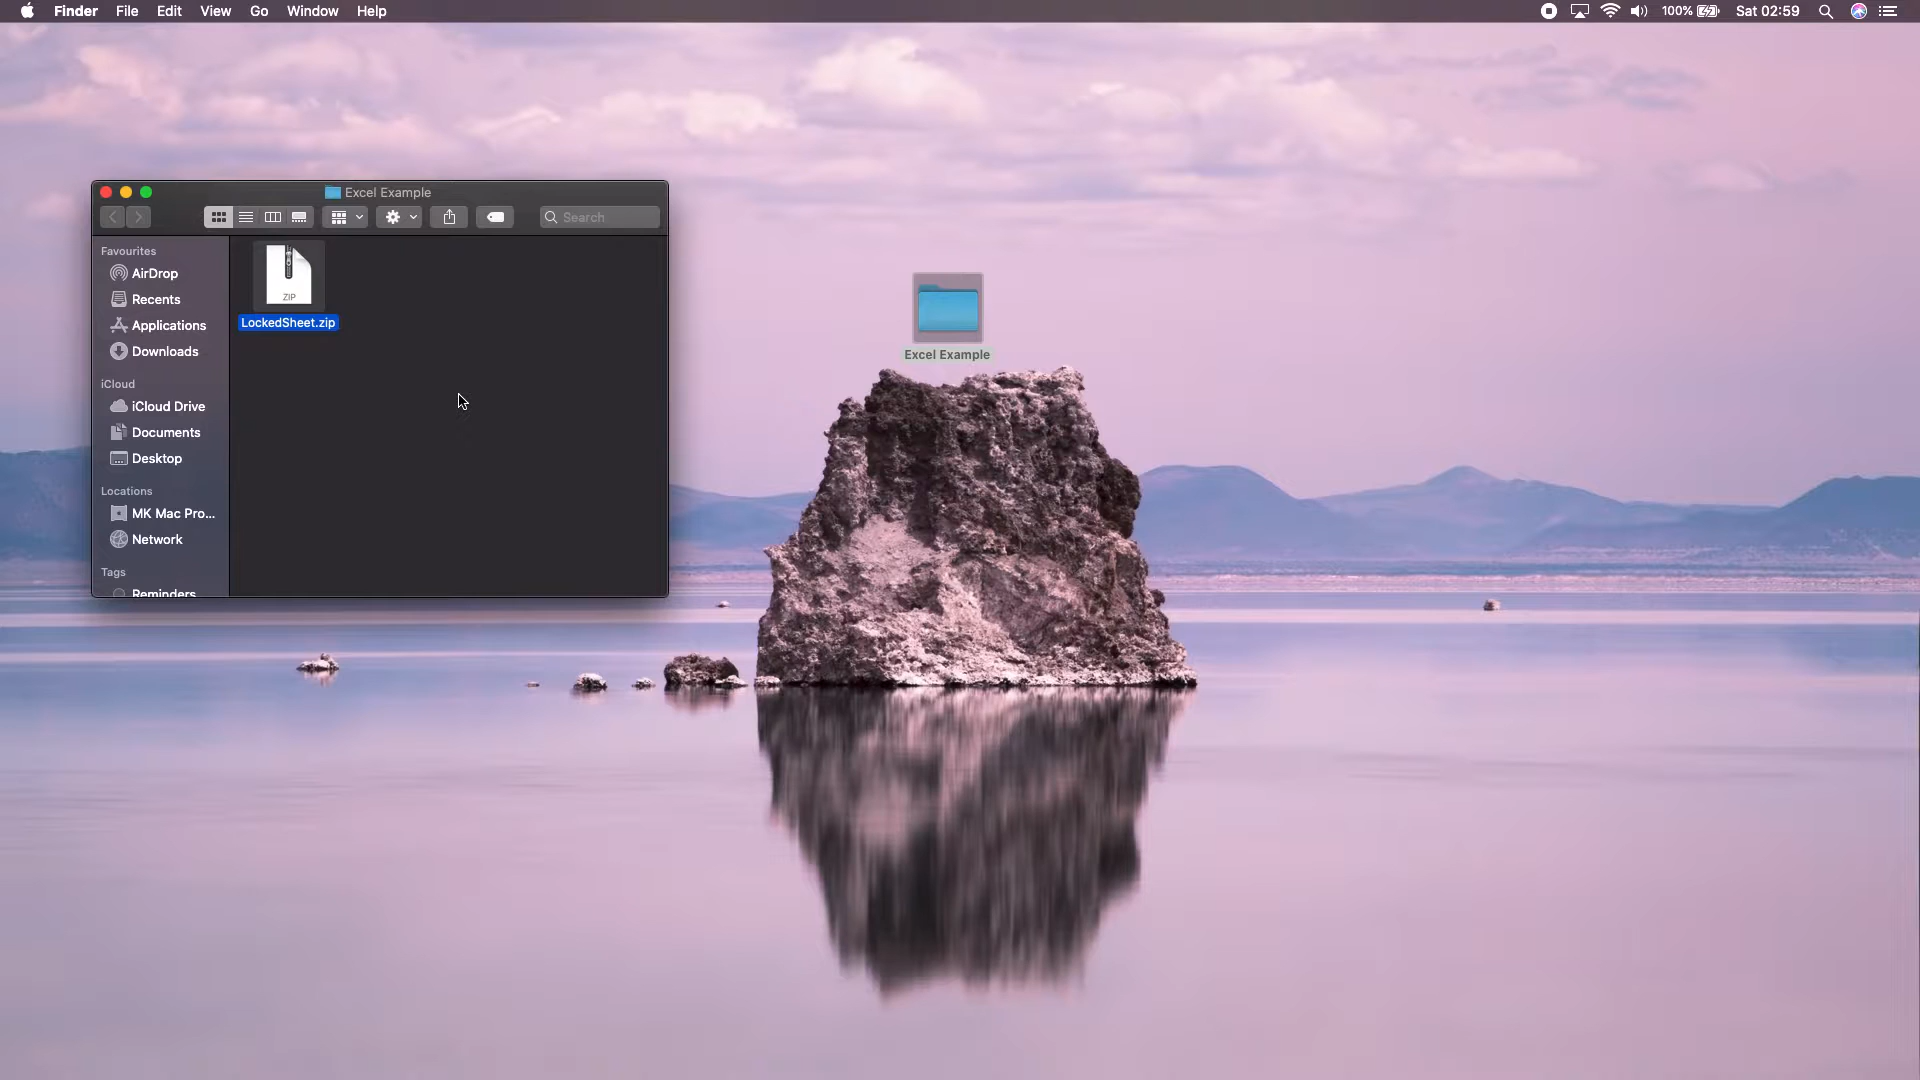 Finder File Edit View Go Window Help 100% Sat 02:59
Excel Example
Search
Favourites
AirDrop
Recents
Applications
Downloads
iCloud
iCloud Drive
Documents
Desktop
Locations
MK Mac Pro...
Network
Tags
Reminders
ZIP
LockedSheet.zip
Excel Example